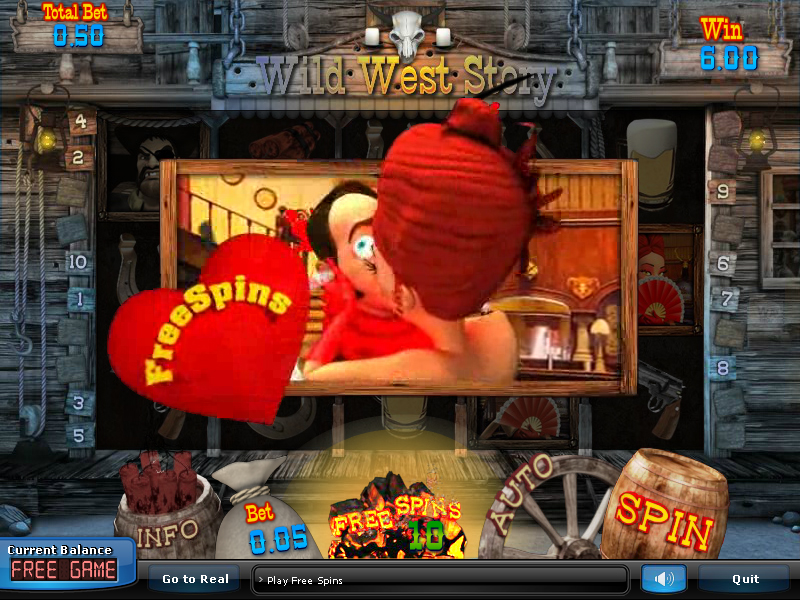 Total Bet
0.50
Win
6.00
Wild West Story
4
2
10
1
3
5
9
6
7
8
FreeSpins
INFO
Bet
0.05
FREE SPINS
10
AUTO
SPIN
Current Balance
FREE GAME
Go to Real
> Play Free Spins
Quit